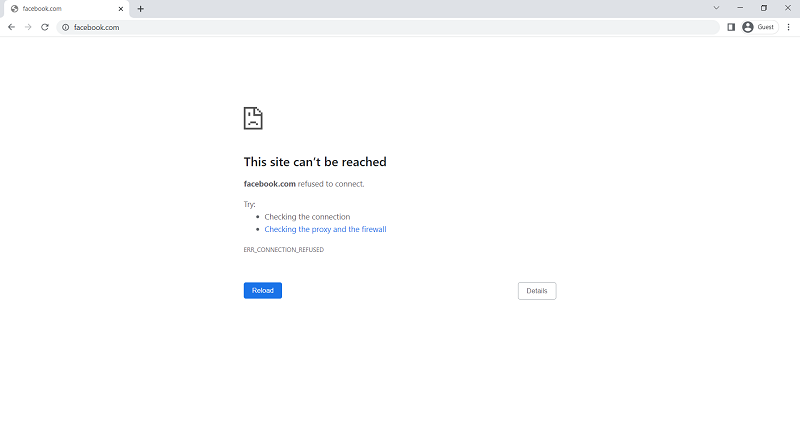 facebook.com
facebook.com
Guest
This site can’t be reached
facebook.com refused to connect.
Try:
Checking the connection
Checking the proxy and the firewall
ERR_CONNECTION_REFUSED
Reload
Details